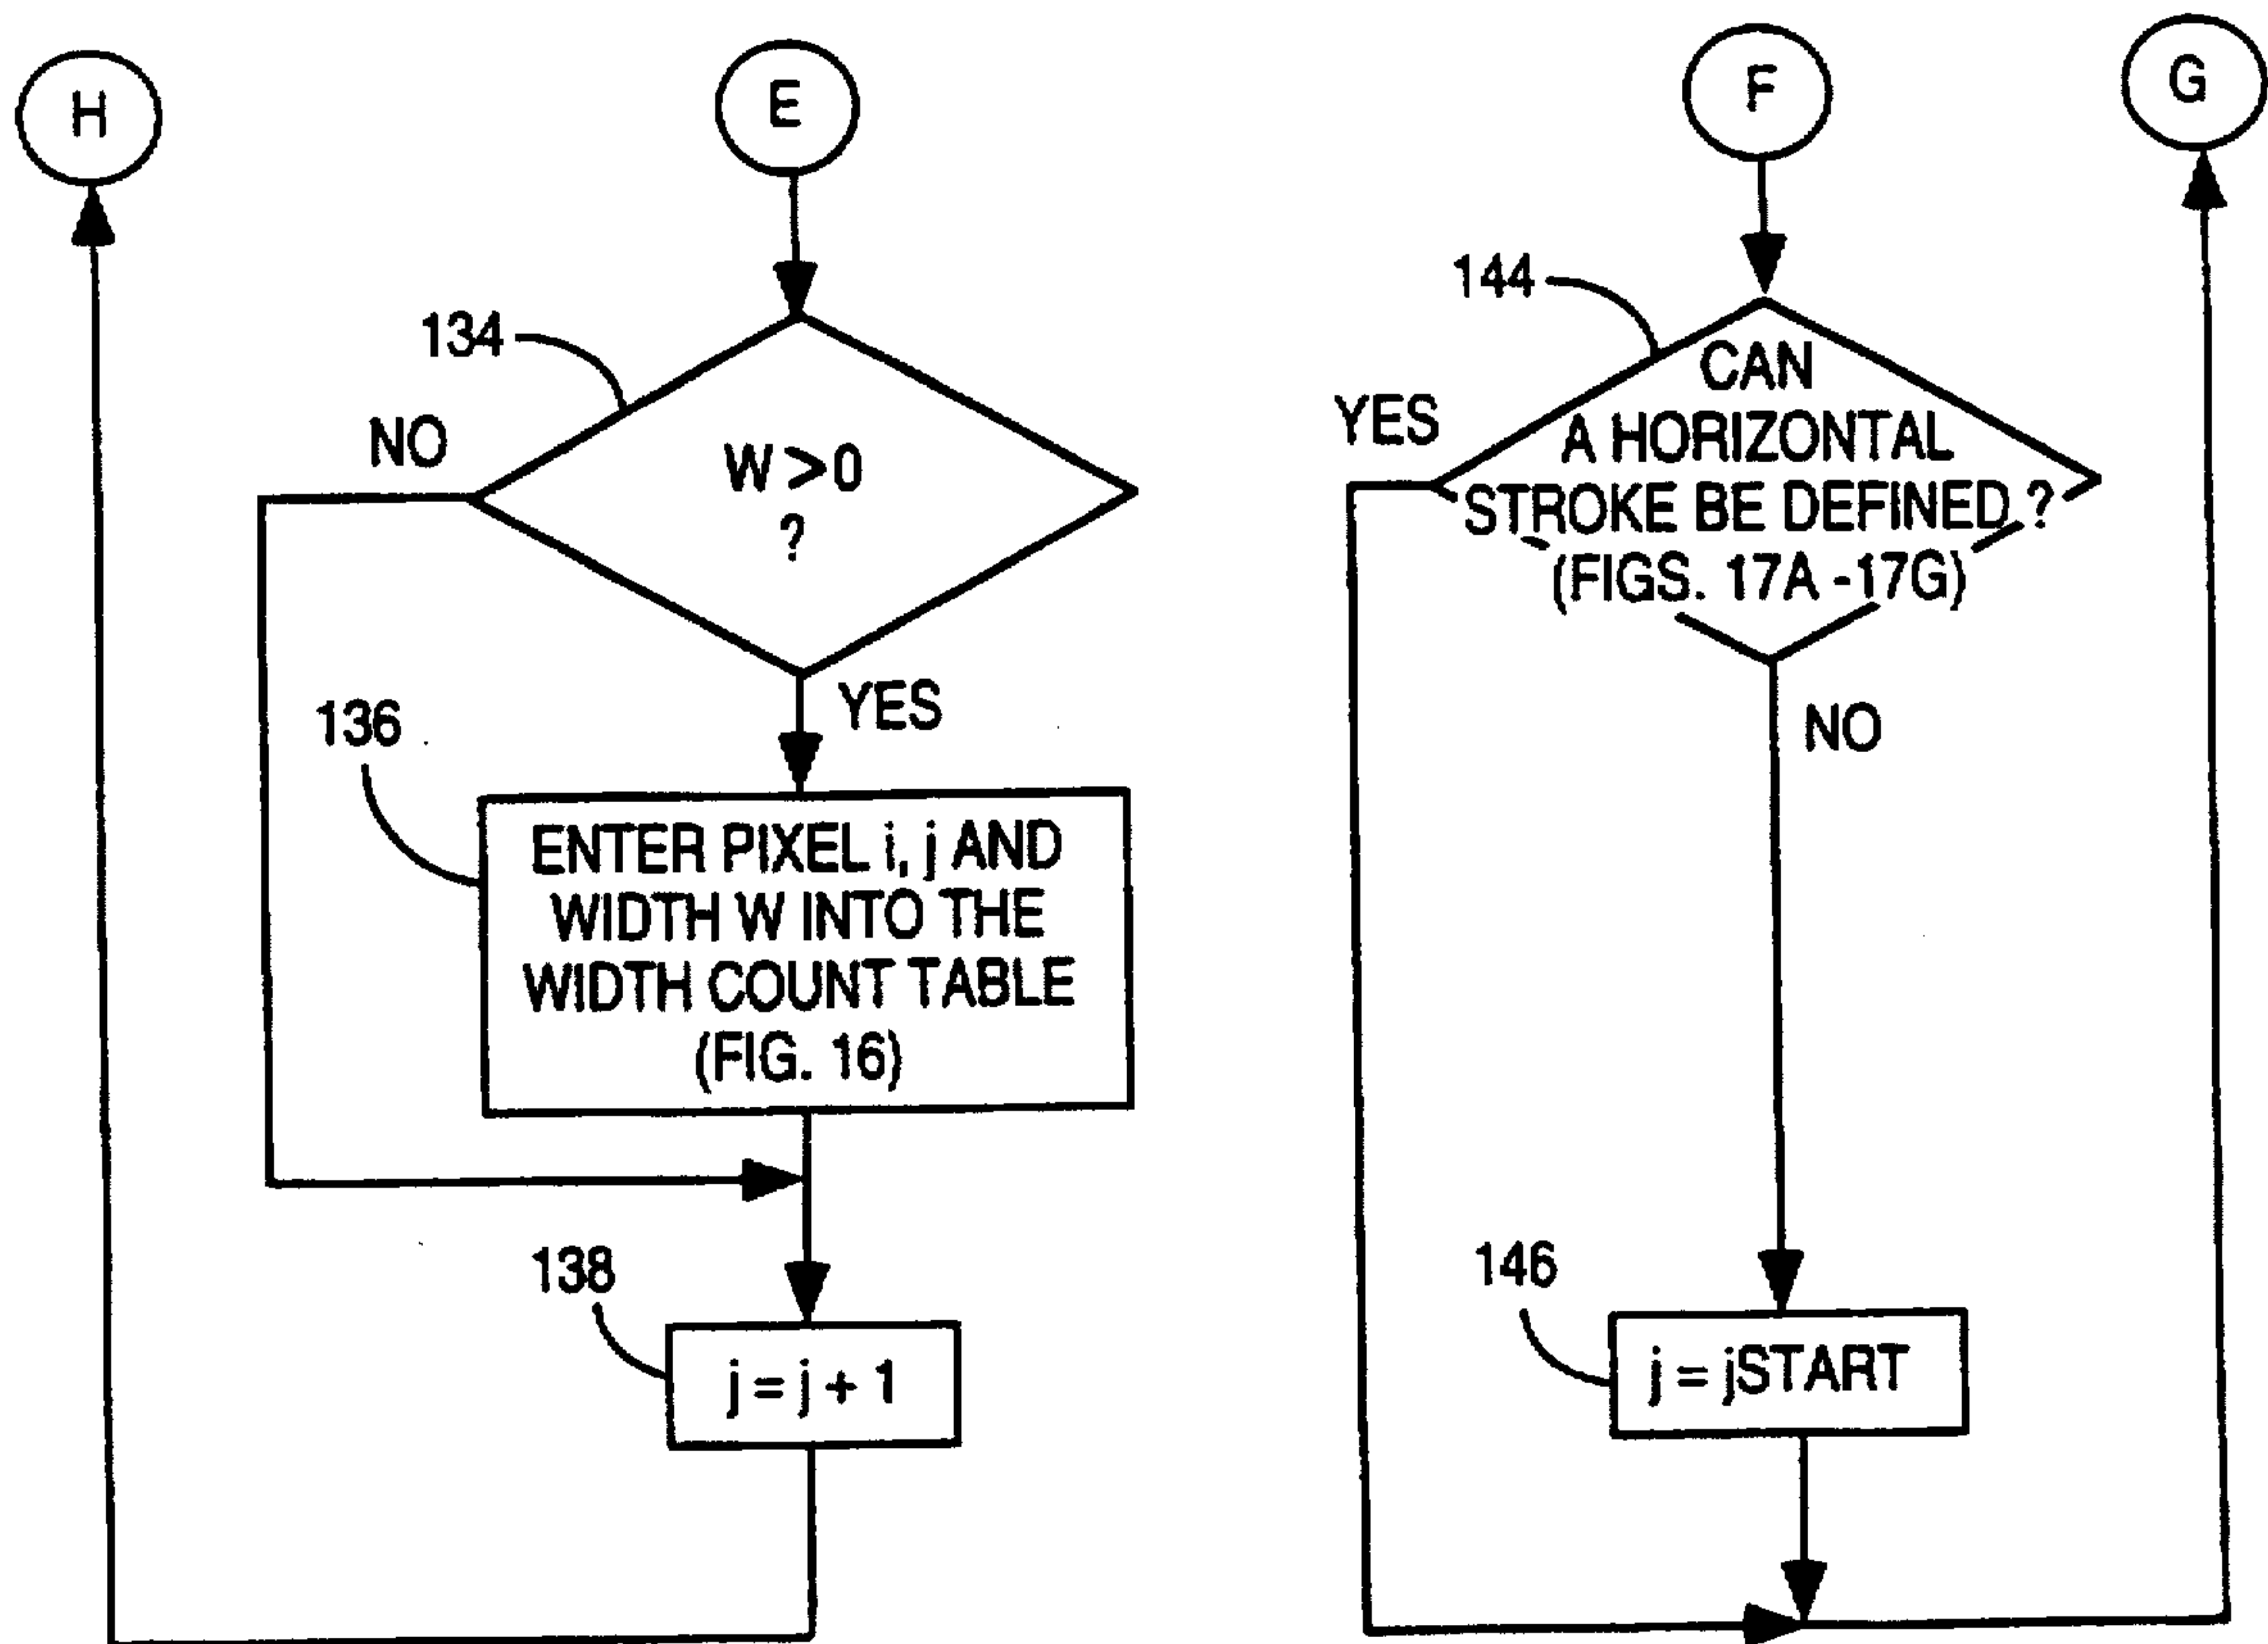 H
E
F
G
134
NO
W > 0
?
YES
136
ENTER PIXEL i, j AND
WIDTH W INTO THE
WIDTH COUNT TABLE
(FIG. 16)
138
j = j + 1
144
YES
CAN
A HORIZONTAL
STROKE BE DEFINED ?
(FIGS. 17A -17G)
NO
146
j = jSTART